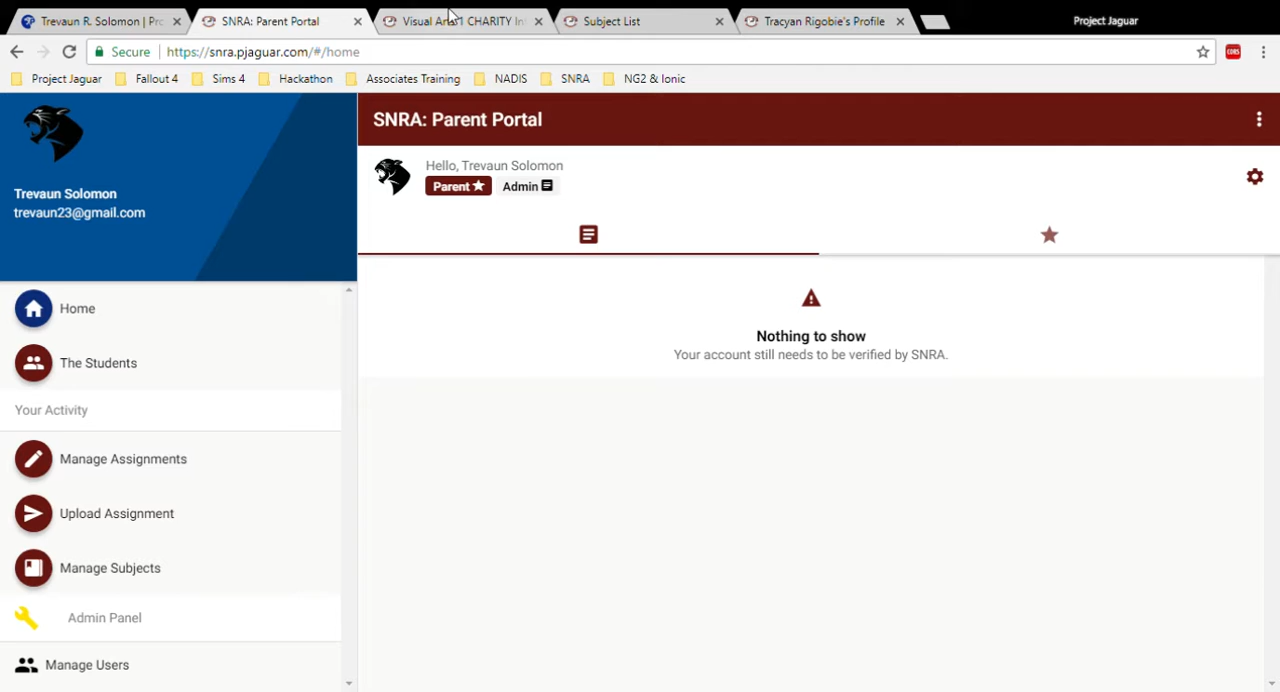 Trevaun R. Solomon | Pro
SNRA: Parent Portal
Visual Art 1 CHARITY In
Subject List
Tracyan Rigobie's Profile
Project Jaguar
Secure
https://snra.pjaguar.com/#/home
CORS
Project Jaguar
Fallout 4
Sims 4
Hackathon
Associates Training
NADIS
SNRA
NG2 & Ionic
Trevaun Solomon
trevaun23@gmail.com
Home
The Students
Your Activity
Manage Assignments
Upload Assignment
Manage Subjects
Admin Panel
Manage Users
SNRA: Parent Portal
Hello, Trevaun Solomon
Parent
Admin
Nothing to show
Your account still needs to be verified by SNRA.